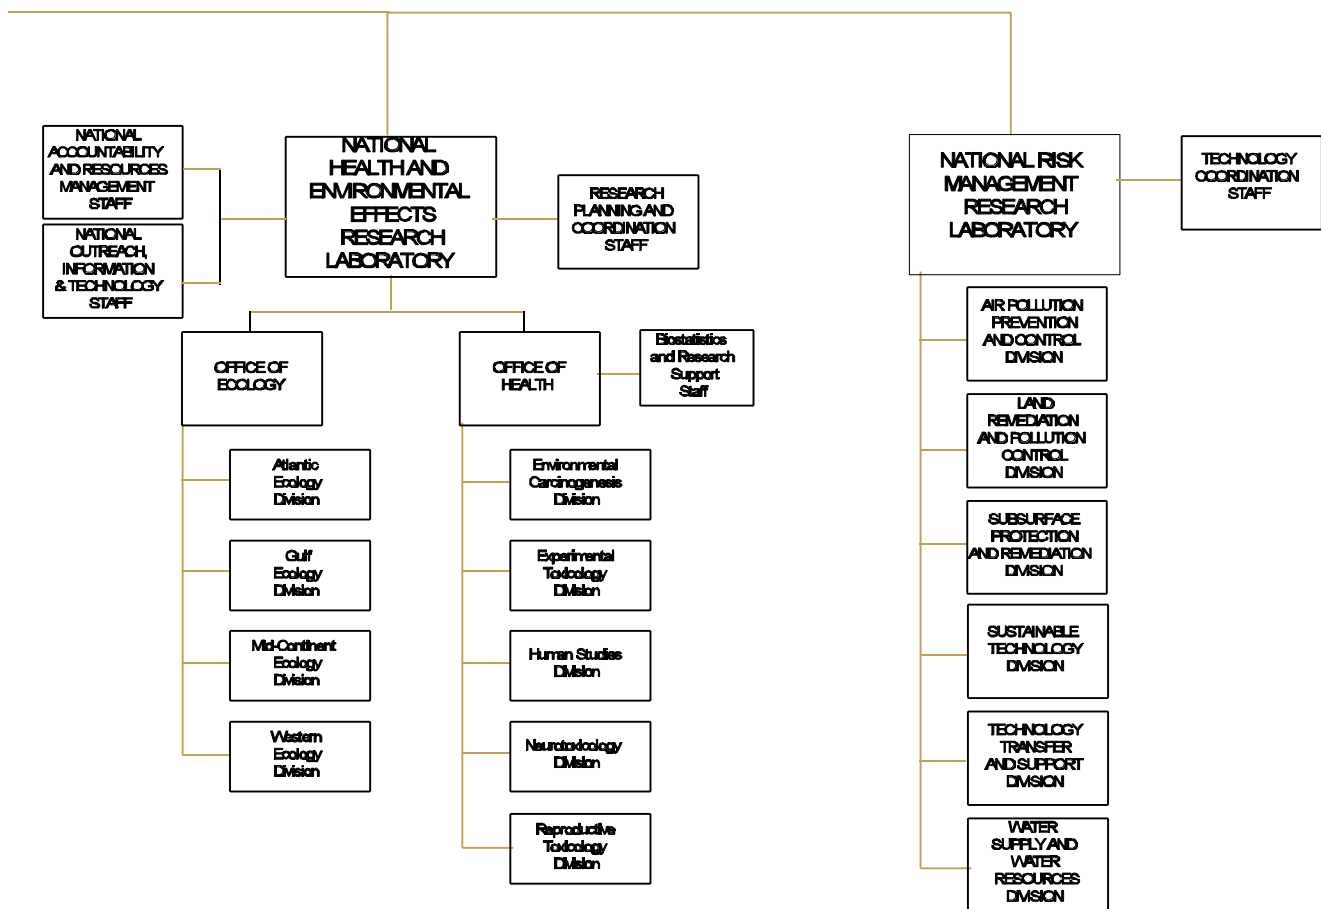 NATIONAL
ACCOUNTABILITY
AND RESOURCES
MANAGEMENT
STAFF
NATIONAL
OUTREACH,
INFORMATION
& TECHNOLOGY
STAFF
NATIONAL
HEALTH AND
ENVIRONMENTAL
EFFECTS
RESEARCH
LABORATORY
RESEARCH
PLANNING AND
COORDINATION
STAFF
NATIONAL RISK
MANAGEMENT
RESEARCH
LABORATORY
TECHNOLOGY
COORDINATION
STAFF
OFFICE OF
ECOLOGY
OFFICE OF
HEALTH
Biostatistics
and Research
Support
Staff
Atlantic
Ecology
Division
Gulf
Ecology
Division
Mid-Continent
Ecology
Division
Western
Ecology
Division
Environmental
Carcinogenesis
Division
Experimental
Toxicology
Division
Human Studies
Division
Neurotoxicology
Division
Reproductive
Toxicology
Division
AIR POLLUTION
PREVENTION
AND CONTROL
DIVISION
LAND
REMEDIATION
AND POLLUTION
CONTROL
DIVISION
SUBSURFACE
PROTECTION
AND REMEDIATION
DIVISION
SUSTAINABLE
TECHNOLOGY
DIVISION
TECHNOLOGY
TRANSFER
AND SUPPORT
DIVISION
WATER
SUPPLY AND
WATER
RESOURCES
DIVISION